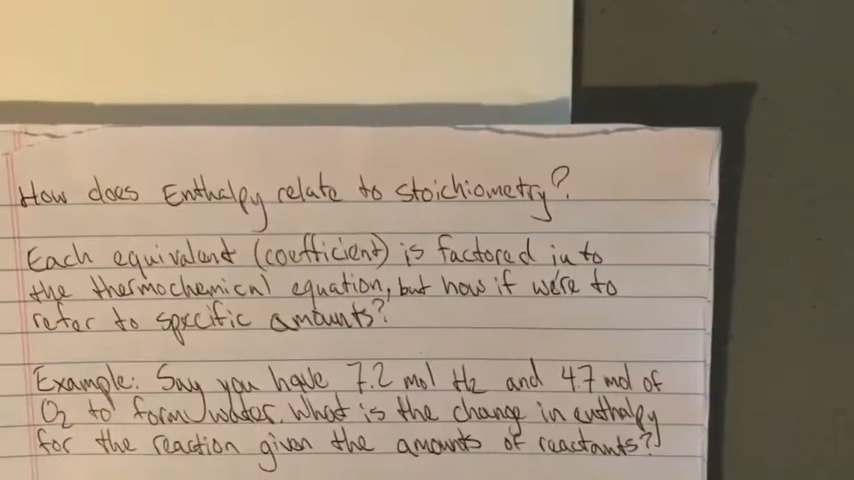 How does Enthalpy relate to stoichiometry?
Each equivalent (coefficient) is factored in to
the thermochemical equation, but how if we're to
refer to specific amounts?
Example: Say you have 7.2 mol H₂ and 4.7 mol of
O₂ to form water. What is the change in enthalpy
for the reaction given the amounts of reactants?